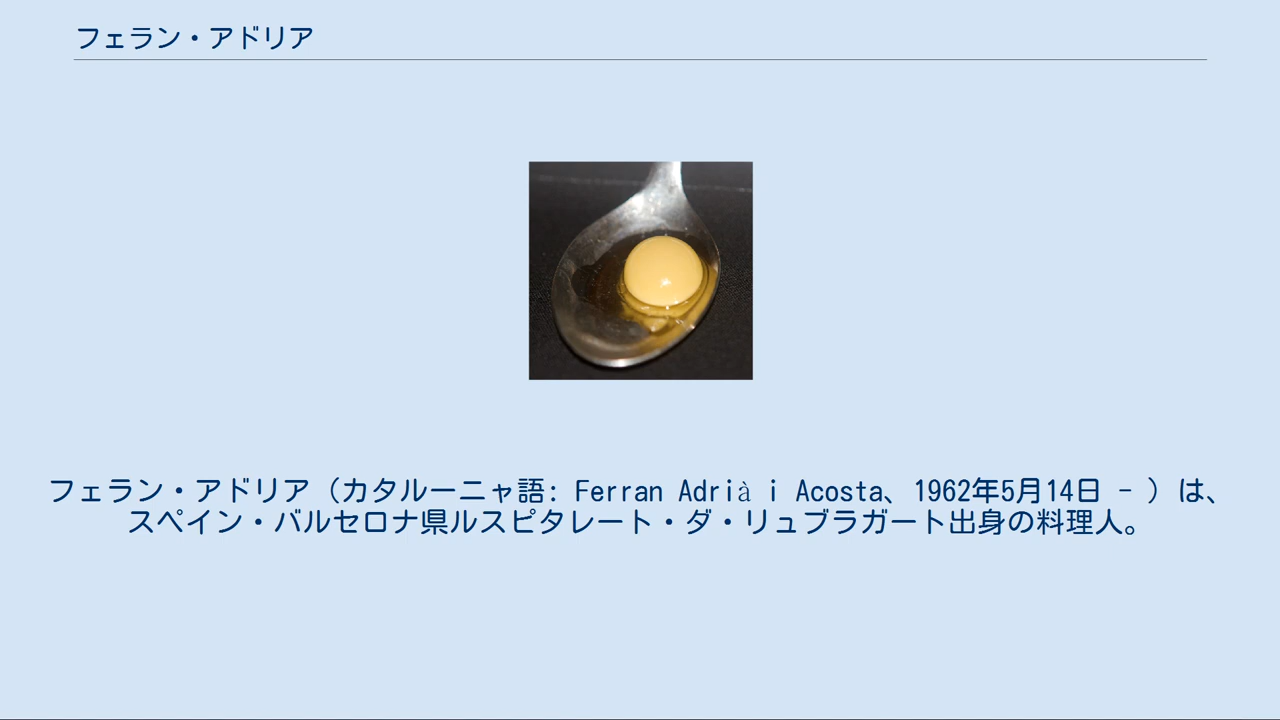 フェラン・アドリア
フェラン・アドリア（カタルーニャ語: Ferran Adrià i Acosta、1962年5月14日 - ）は、
スペイン・バルセロナ県ルスピタレート・ダ・リュブラガート出身の料理人。